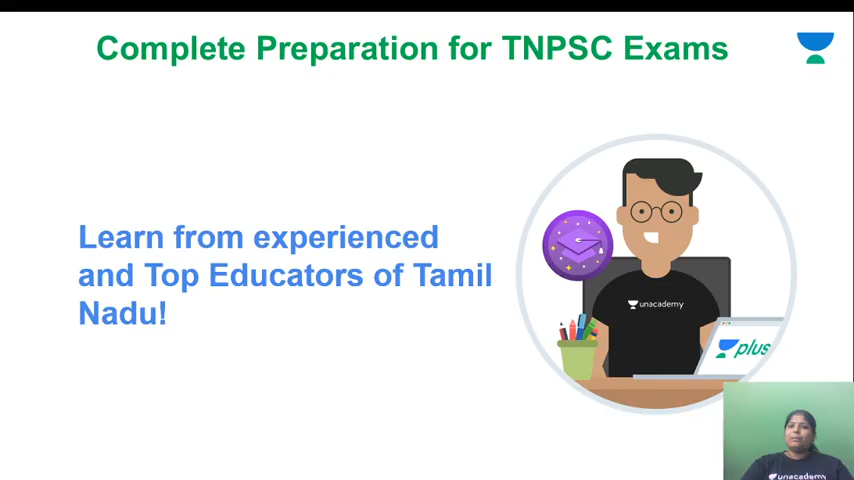 Complete Preparation for TNPSC Exams
Learn from experienced
and Top Educators of Tamil
Nadu!
unacademy
plus
unacademy